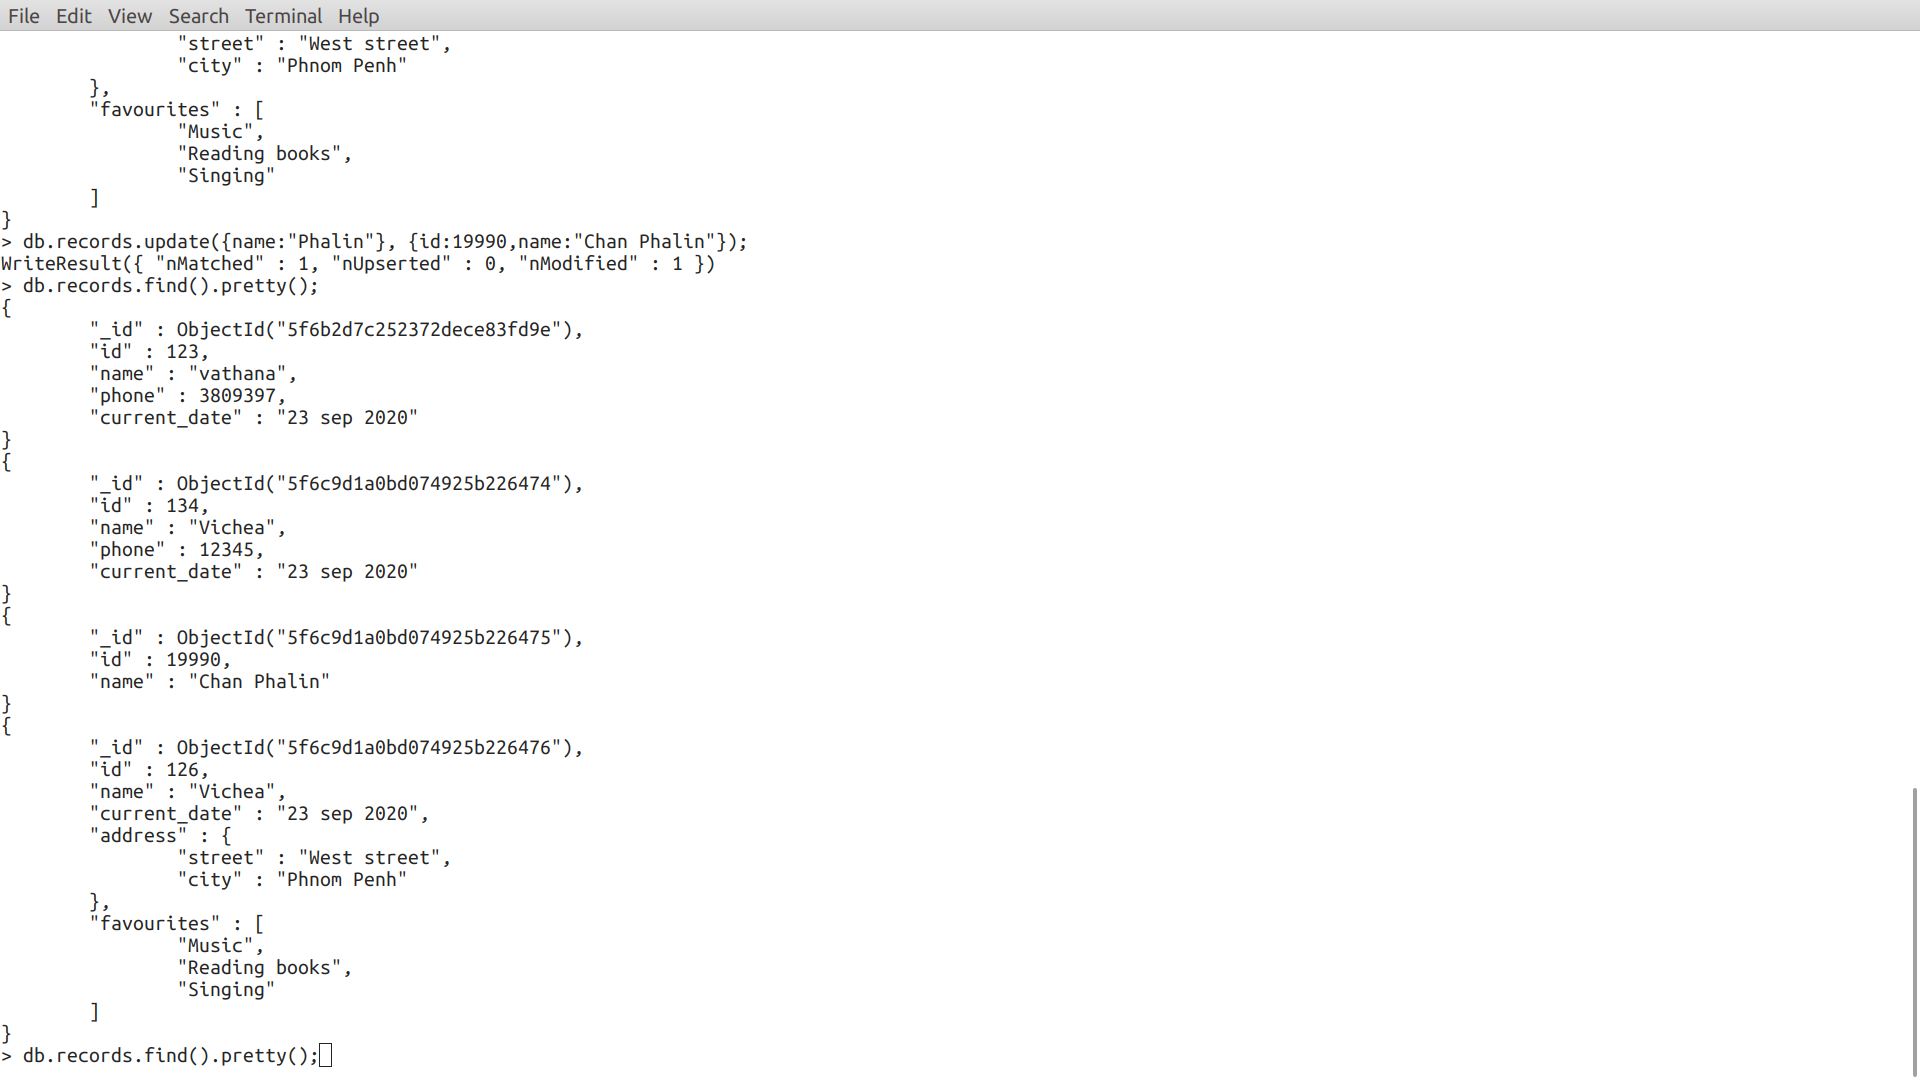 File Edit View Search Terminal Help
"street" : "West street",
"city" : "Phnom Penh"
},
"favourites" : [
"Music",
"Reading books",
"Singing"
]
}
> db.records.update({name:"Phalin"}, {id:19990,name:"Chan Phalin"});
WriteResult({ "nMatched" : 1, "nUpserted" : 0, "nModified" : 1 })
> db.records.find().pretty();
{
"_id" : ObjectId("5f6b2d7c252372dece83fd9e"),
"id" : 123,
"name" : "vathana",
"phone" : 3809397,
"current_date" : "23 sep 2020"
}
{
"_id" : ObjectId("5f6c9d1a0bd074925b226474"),
"id" : 134,
"name" : "Vichea",
"phone" : 12345,
"current_date" : "23 sep 2020"
}
{
"_id" : ObjectId("5f6c9d1a0bd074925b226475"),
"id" : 19990,
"name" : "Chan Phalin"
}
{
"_id" : ObjectId("5f6c9d1a0bd074925b226476"),
"id" : 126,
"name" : "Vichea",
"current_date" : "23 sep 2020",
"address" : {
"street" : "West street",
"city" : "Phnom Penh"
},
"favourites" : [
"Music",
"Reading books",
"Singing"
]
}
> db.records.find().pretty();